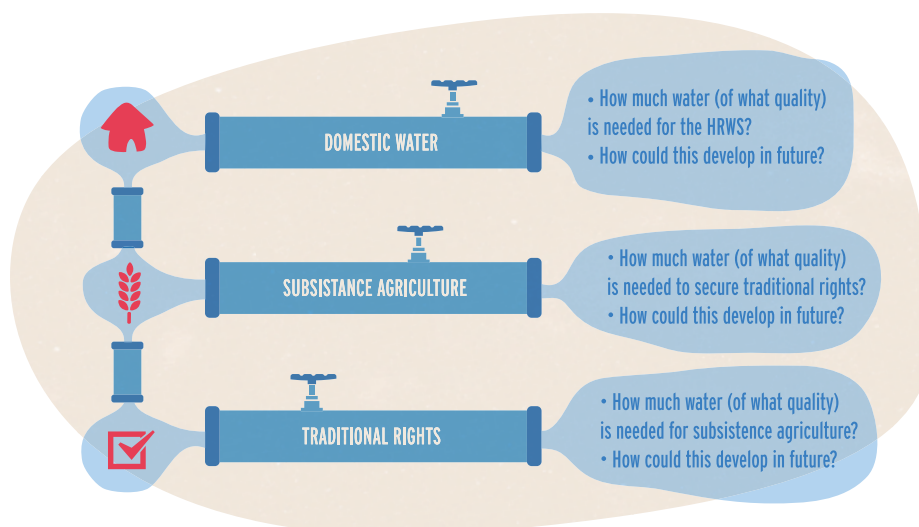 DOMESTIC WATER
• How much water (of what quality)
is needed for the HRWS?
• How could this develop in future?
SUBSISTANCE AGRICULTURE
• How much water (of what quality)
is needed to secure traditional rights?
• How could this develop in future?
TRADITIONAL RIGHTS
• How much water (of what quality)
is needed for subsistence agriculture?
• How could this develop in future?